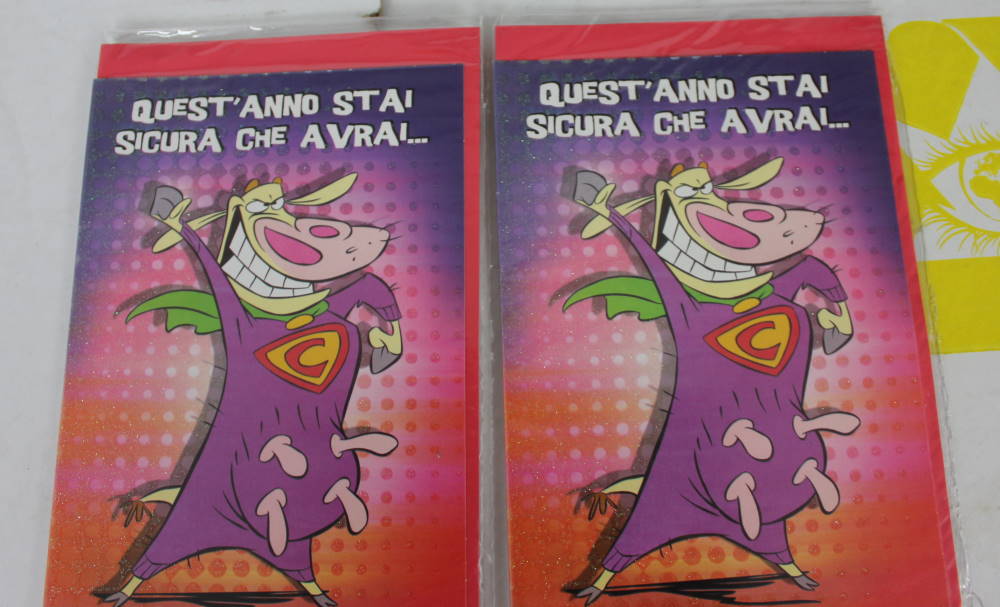 QUEST'ANNO STAI
SICURA CHE AVRAI...
C
QUEST'ANNO STAI
SICURA CHE AVRAI...
C